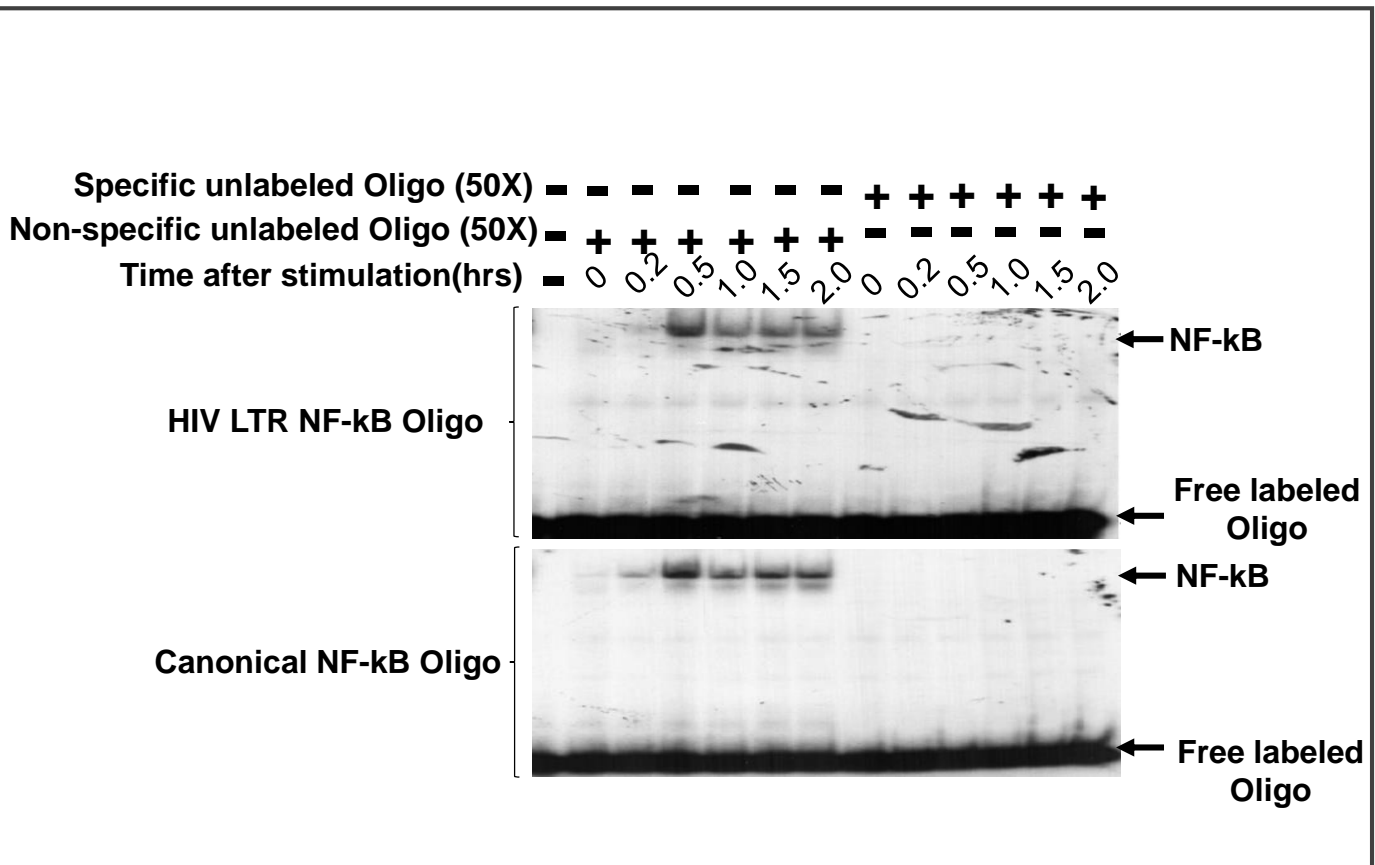 Specific unlabeled Oligo (50X) - - - - - - - + + + + + +
Non-specific unlabeled Oligo (50X) - + + + + + + - - - - - -
Time after stimulation(hrs) - 0 0.2 0.5 1.0 1.5 2.0 0 0.2 0.5 1.0 1.5 2.0
NF-kB
HIV LTR NF-kB Oligo
Free labeled
Oligo
NF-kB
Canonical NF-kB Oligo
Free labeled
Oligo